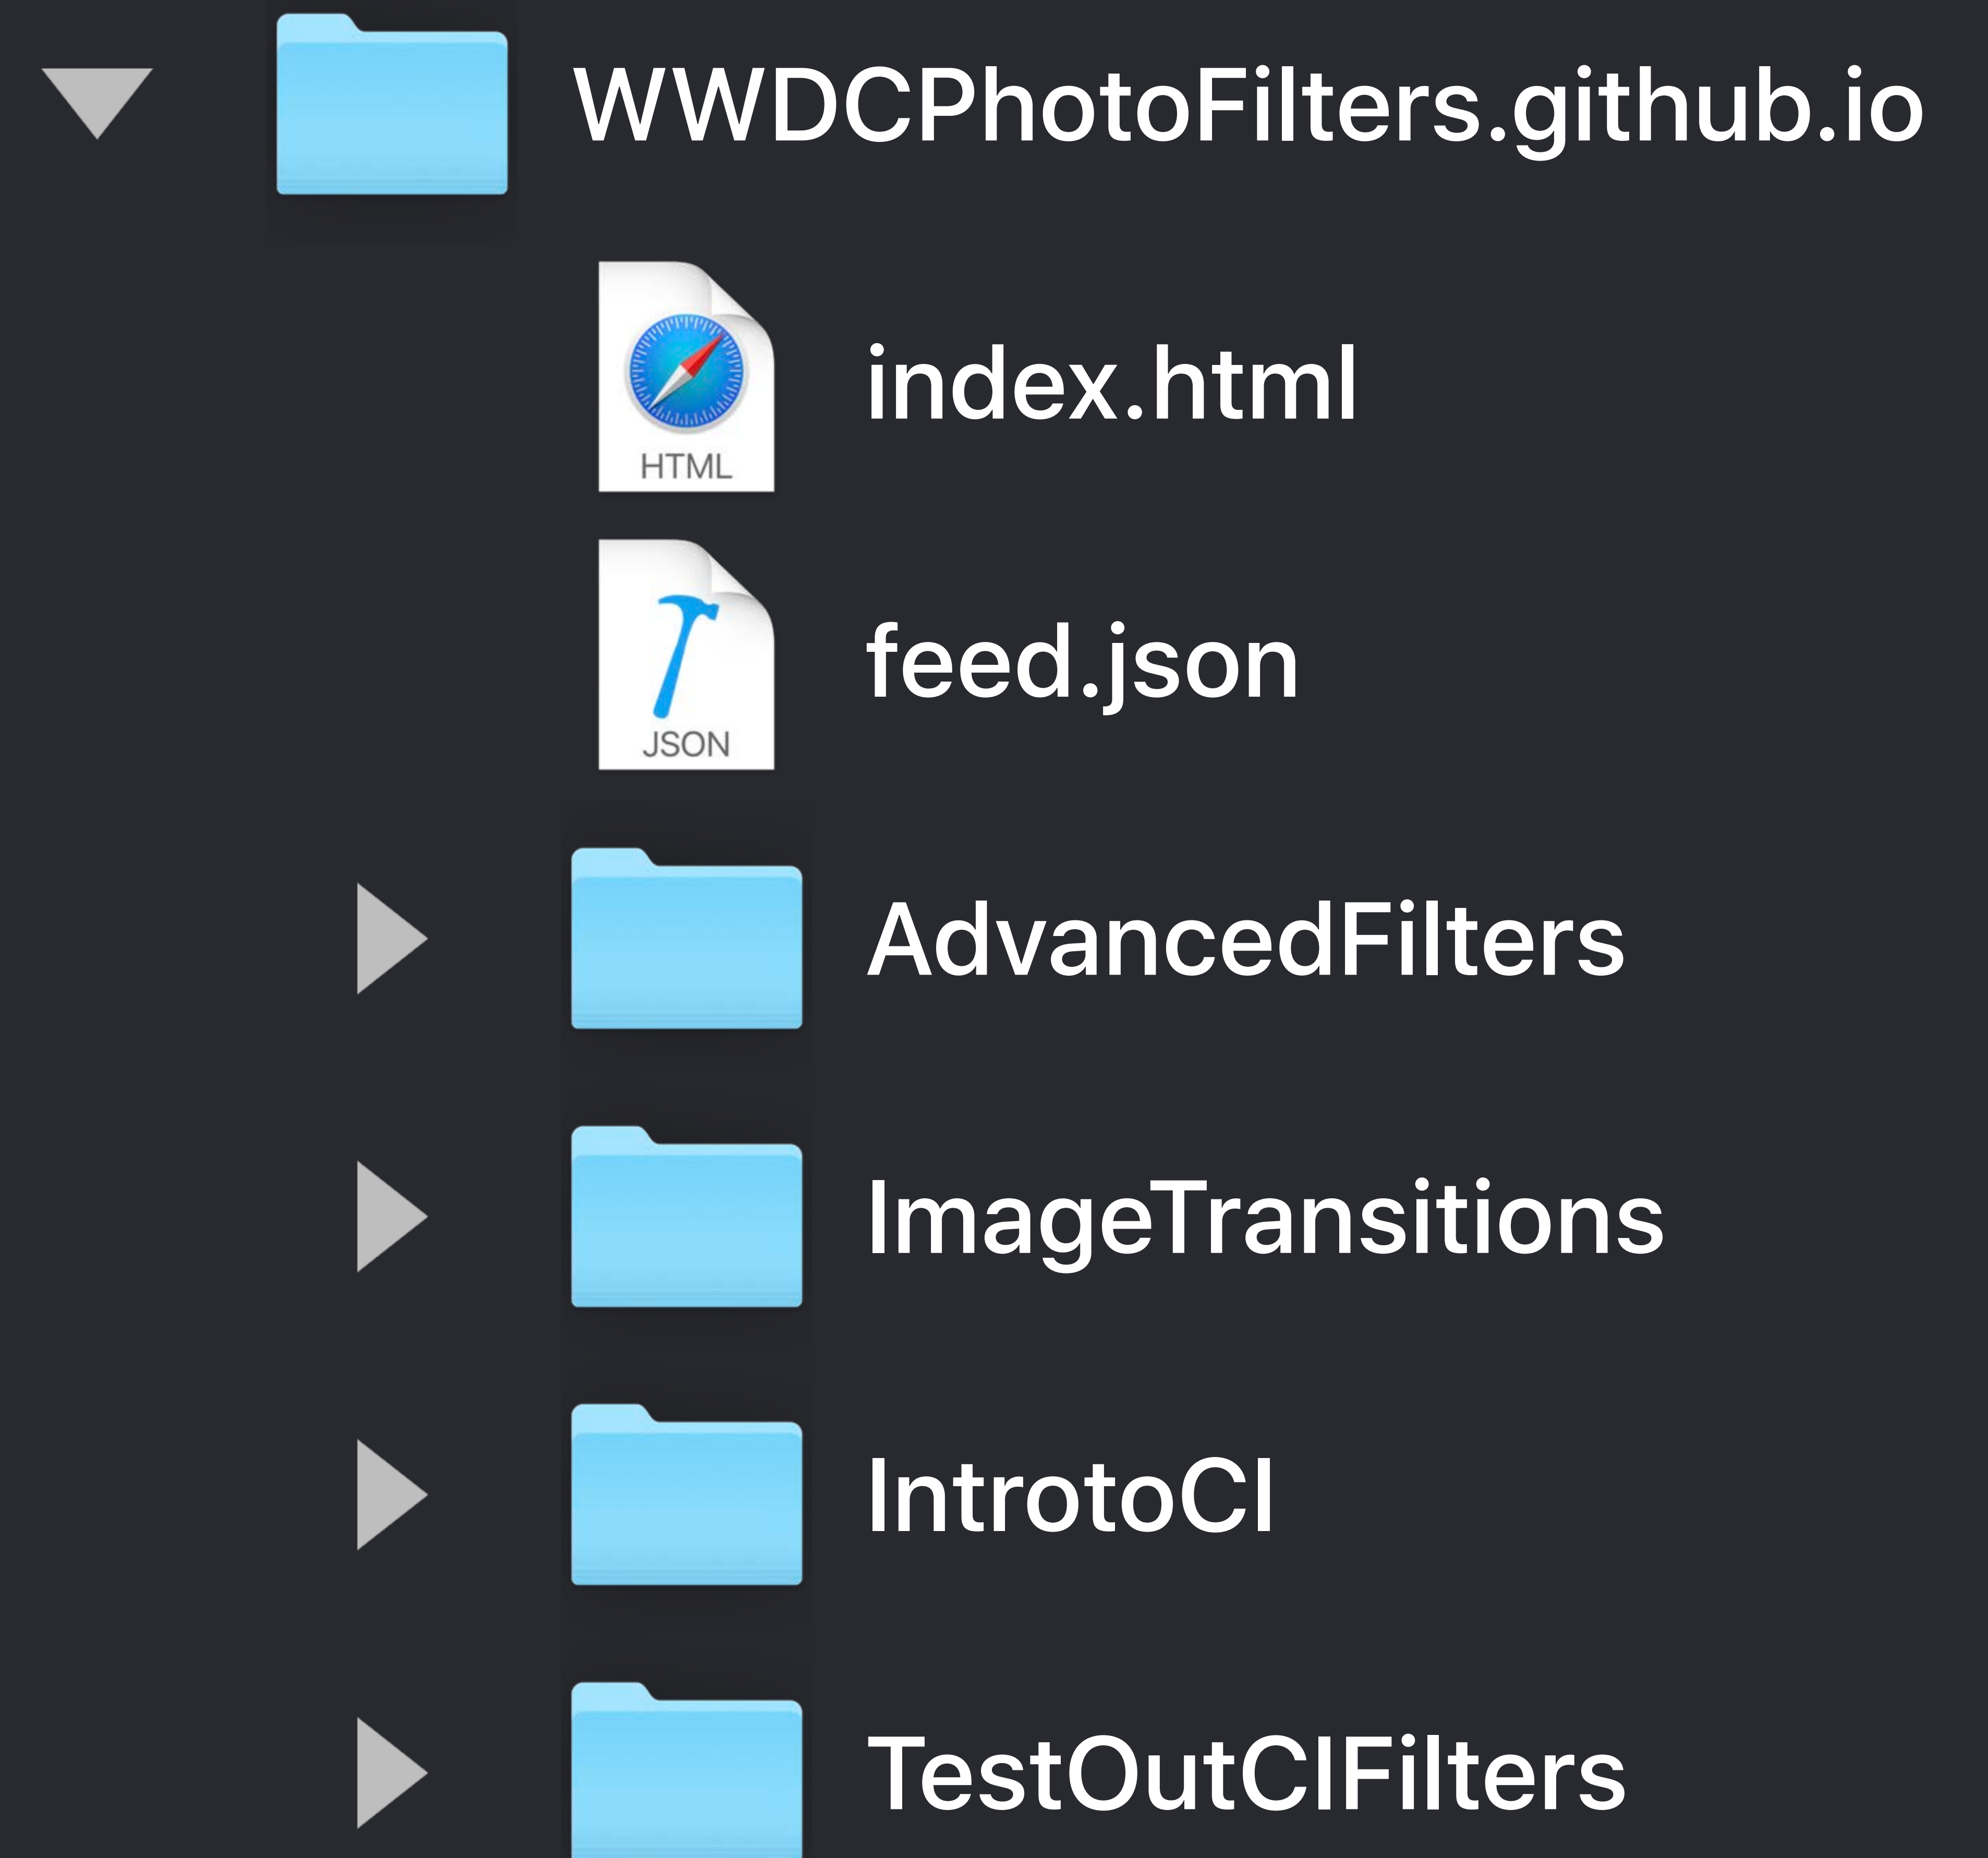 WWDCPhotoFilters.github.io
HTML
index.html
JSON
feed.json
AdvancedFilters
ImageTransitions
IntrotoCI
TestOutCIFilters